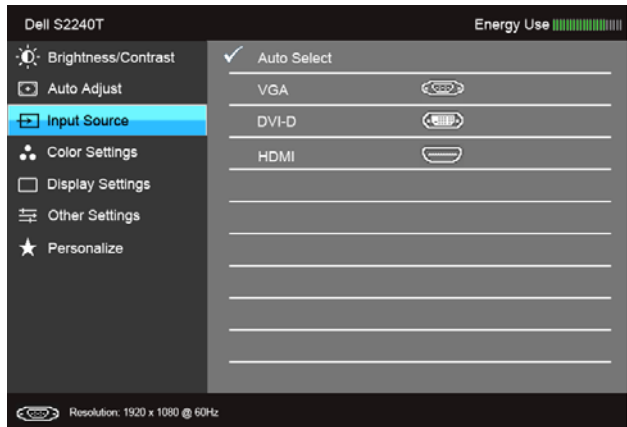 Dell S2240T
Energy Use
Brightness/Contrast
Auto Adjust
Input Source
Color Settings
Display Settings
Other Settings
Personalize
Auto Select
VGA
DVI-D
HDMI
Resolution: 1920 x 1080 @ 60Hz